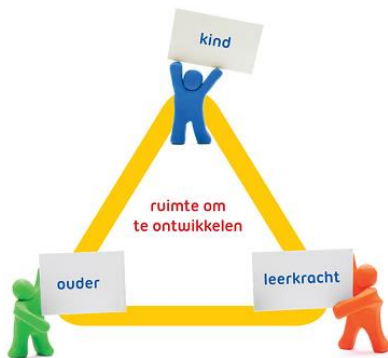 kind
ruimte om
te ontwikkelen
ouder
leerkracht